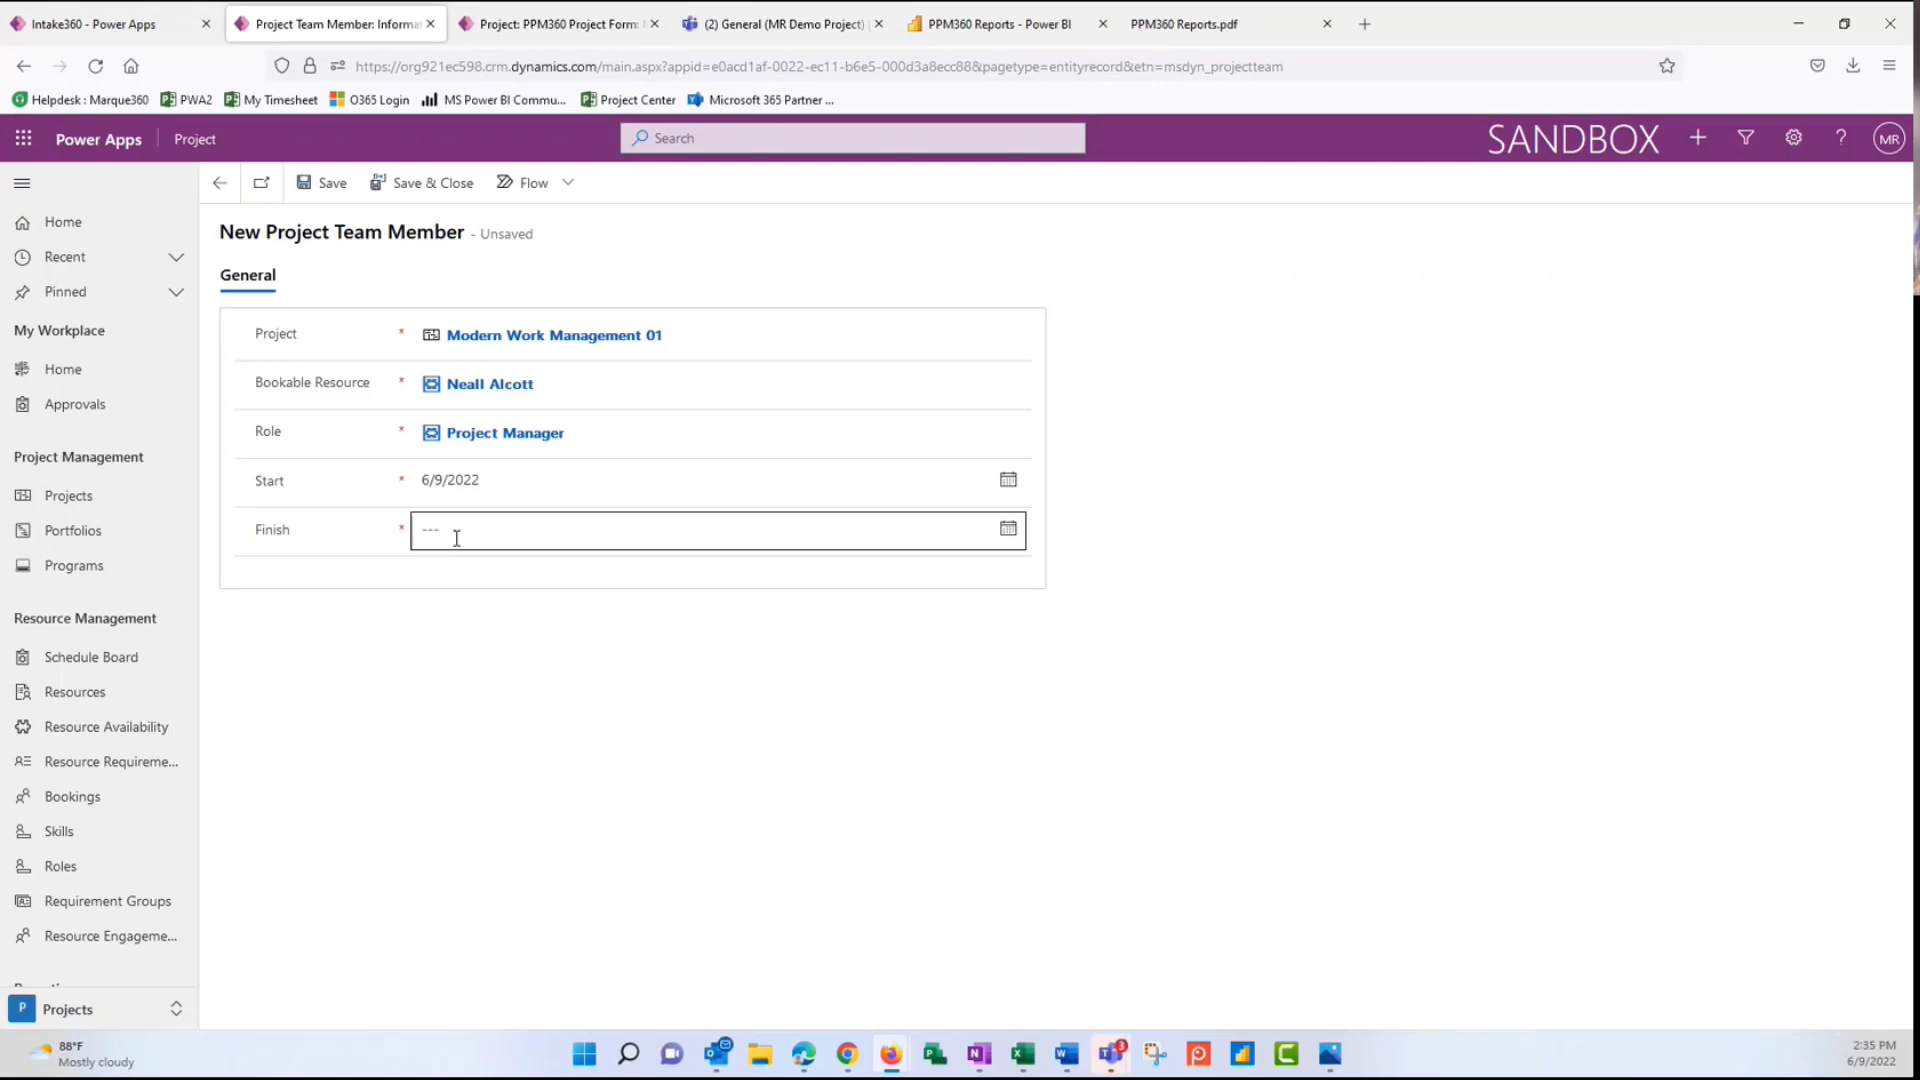 Intake360 - Power Apps
Project Team Member: Informa
Project: PPM360 Project Form:
(2) General (MR Demo Project) |
PPM360 Reports - Power BI
PPM360 Reports.pdf
https://org921ec598.crm.dynamics.com/main.aspx?appid=e0acd1af-0022-ec11-b6e5-000d3a8ecc88&pagetype=entityrecord&etn=msdyn_projectteam
Helpdesk : Marque360
PWA2
My Timesheet
O365 Login
MS Power BI Commu...
Project Center
Microsoft 365 Partner ...
Power Apps
Project
Search
SANDBOX
MR
Save
Save & Close
Flow
Home
Recent
Pinned
My Workplace
Home
Approvals
Project Management
Projects
Portfolios
Programs
Resource Management
Schedule Board
Resources
Resource Availability
Resource Requireme...
Bookings
Skills
Roles
Requirement Groups
Resource Engageme...
P
Projects
New Project Team Member - Unsaved
General
Project * Modern Work Management 01
Bookable Resource * Neall Alcott
Role * Project Manager
Start * 6/9/2022
Finish * ---
88°F
Mostly cloudy
3
2:35 PM
6/9/2022